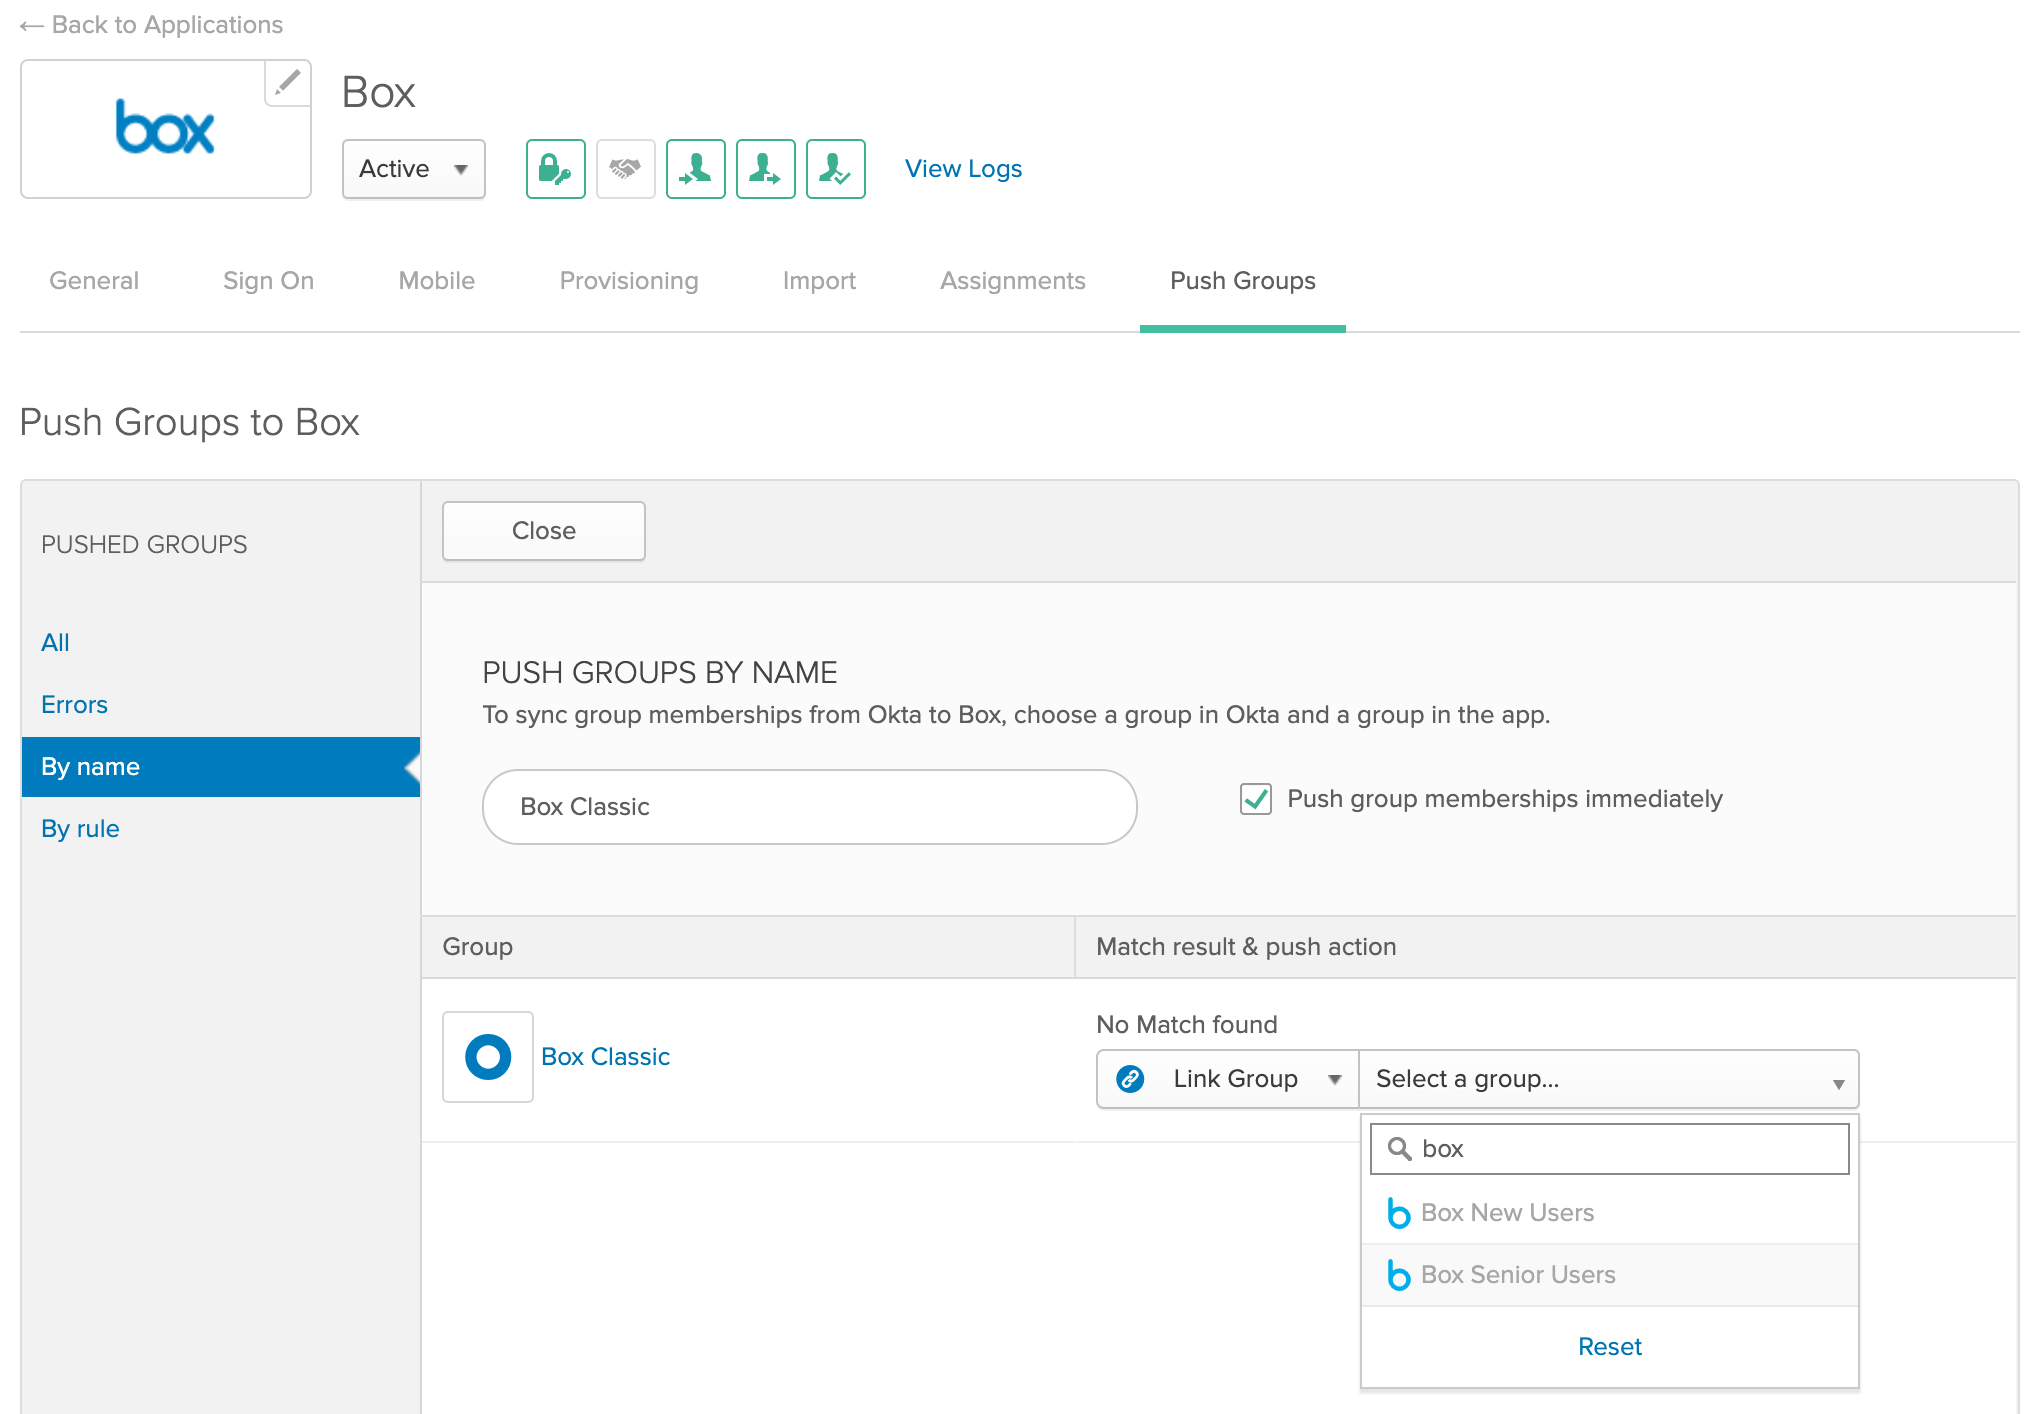 ← Back to Applications
box
Box
Active
View Logs
General
Sign On
Mobile
Provisioning
Import
Assignments
Push Groups
Push Groups to Box
PUSHED GROUPS
All
Errors
By name
By rule
Close
PUSH GROUPS BY NAME
To sync group memberships from Okta to Box, choose a group in Okta and a group in the app.
Box Classic
Push group memberships immediately
Group
Match result & push action
Box Classic
No Match found
Link Group
Select a group...
box
b Box New Users
b Box Senior Users
Reset